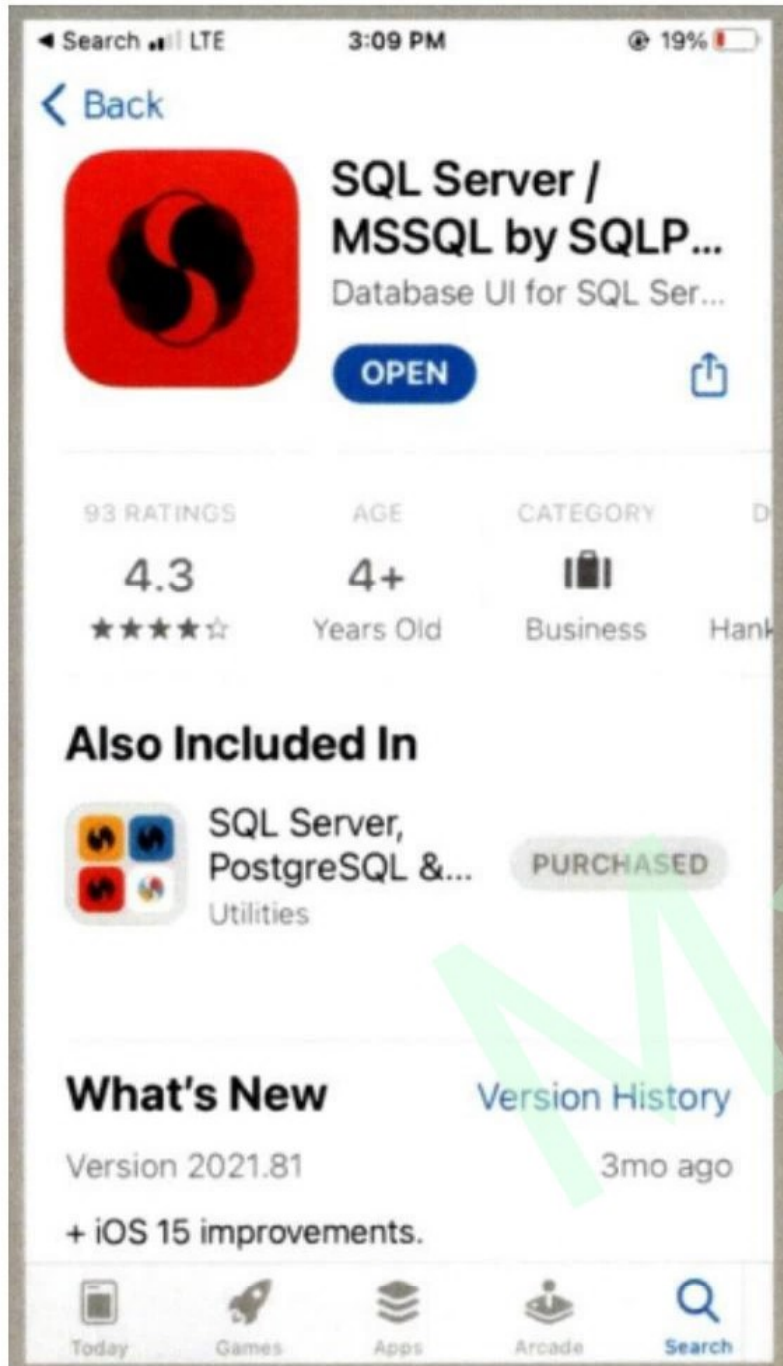 Search LTE 3:09 PM 19%
Back
SQL Server /
MSSQL by SQLP...
Database UI for SQL Ser...
OPEN
93 RATINGS AGE CATEGORY D
4.3 4+
Years Old Business Hank
Also Included In
SQL Server,
PostgreSQL &...
PURCHASED
Utilities
What's New Version History
Version 2021.81 3mo ago
+ iOS 15 improvements.
Today Games Apps Arcade Search